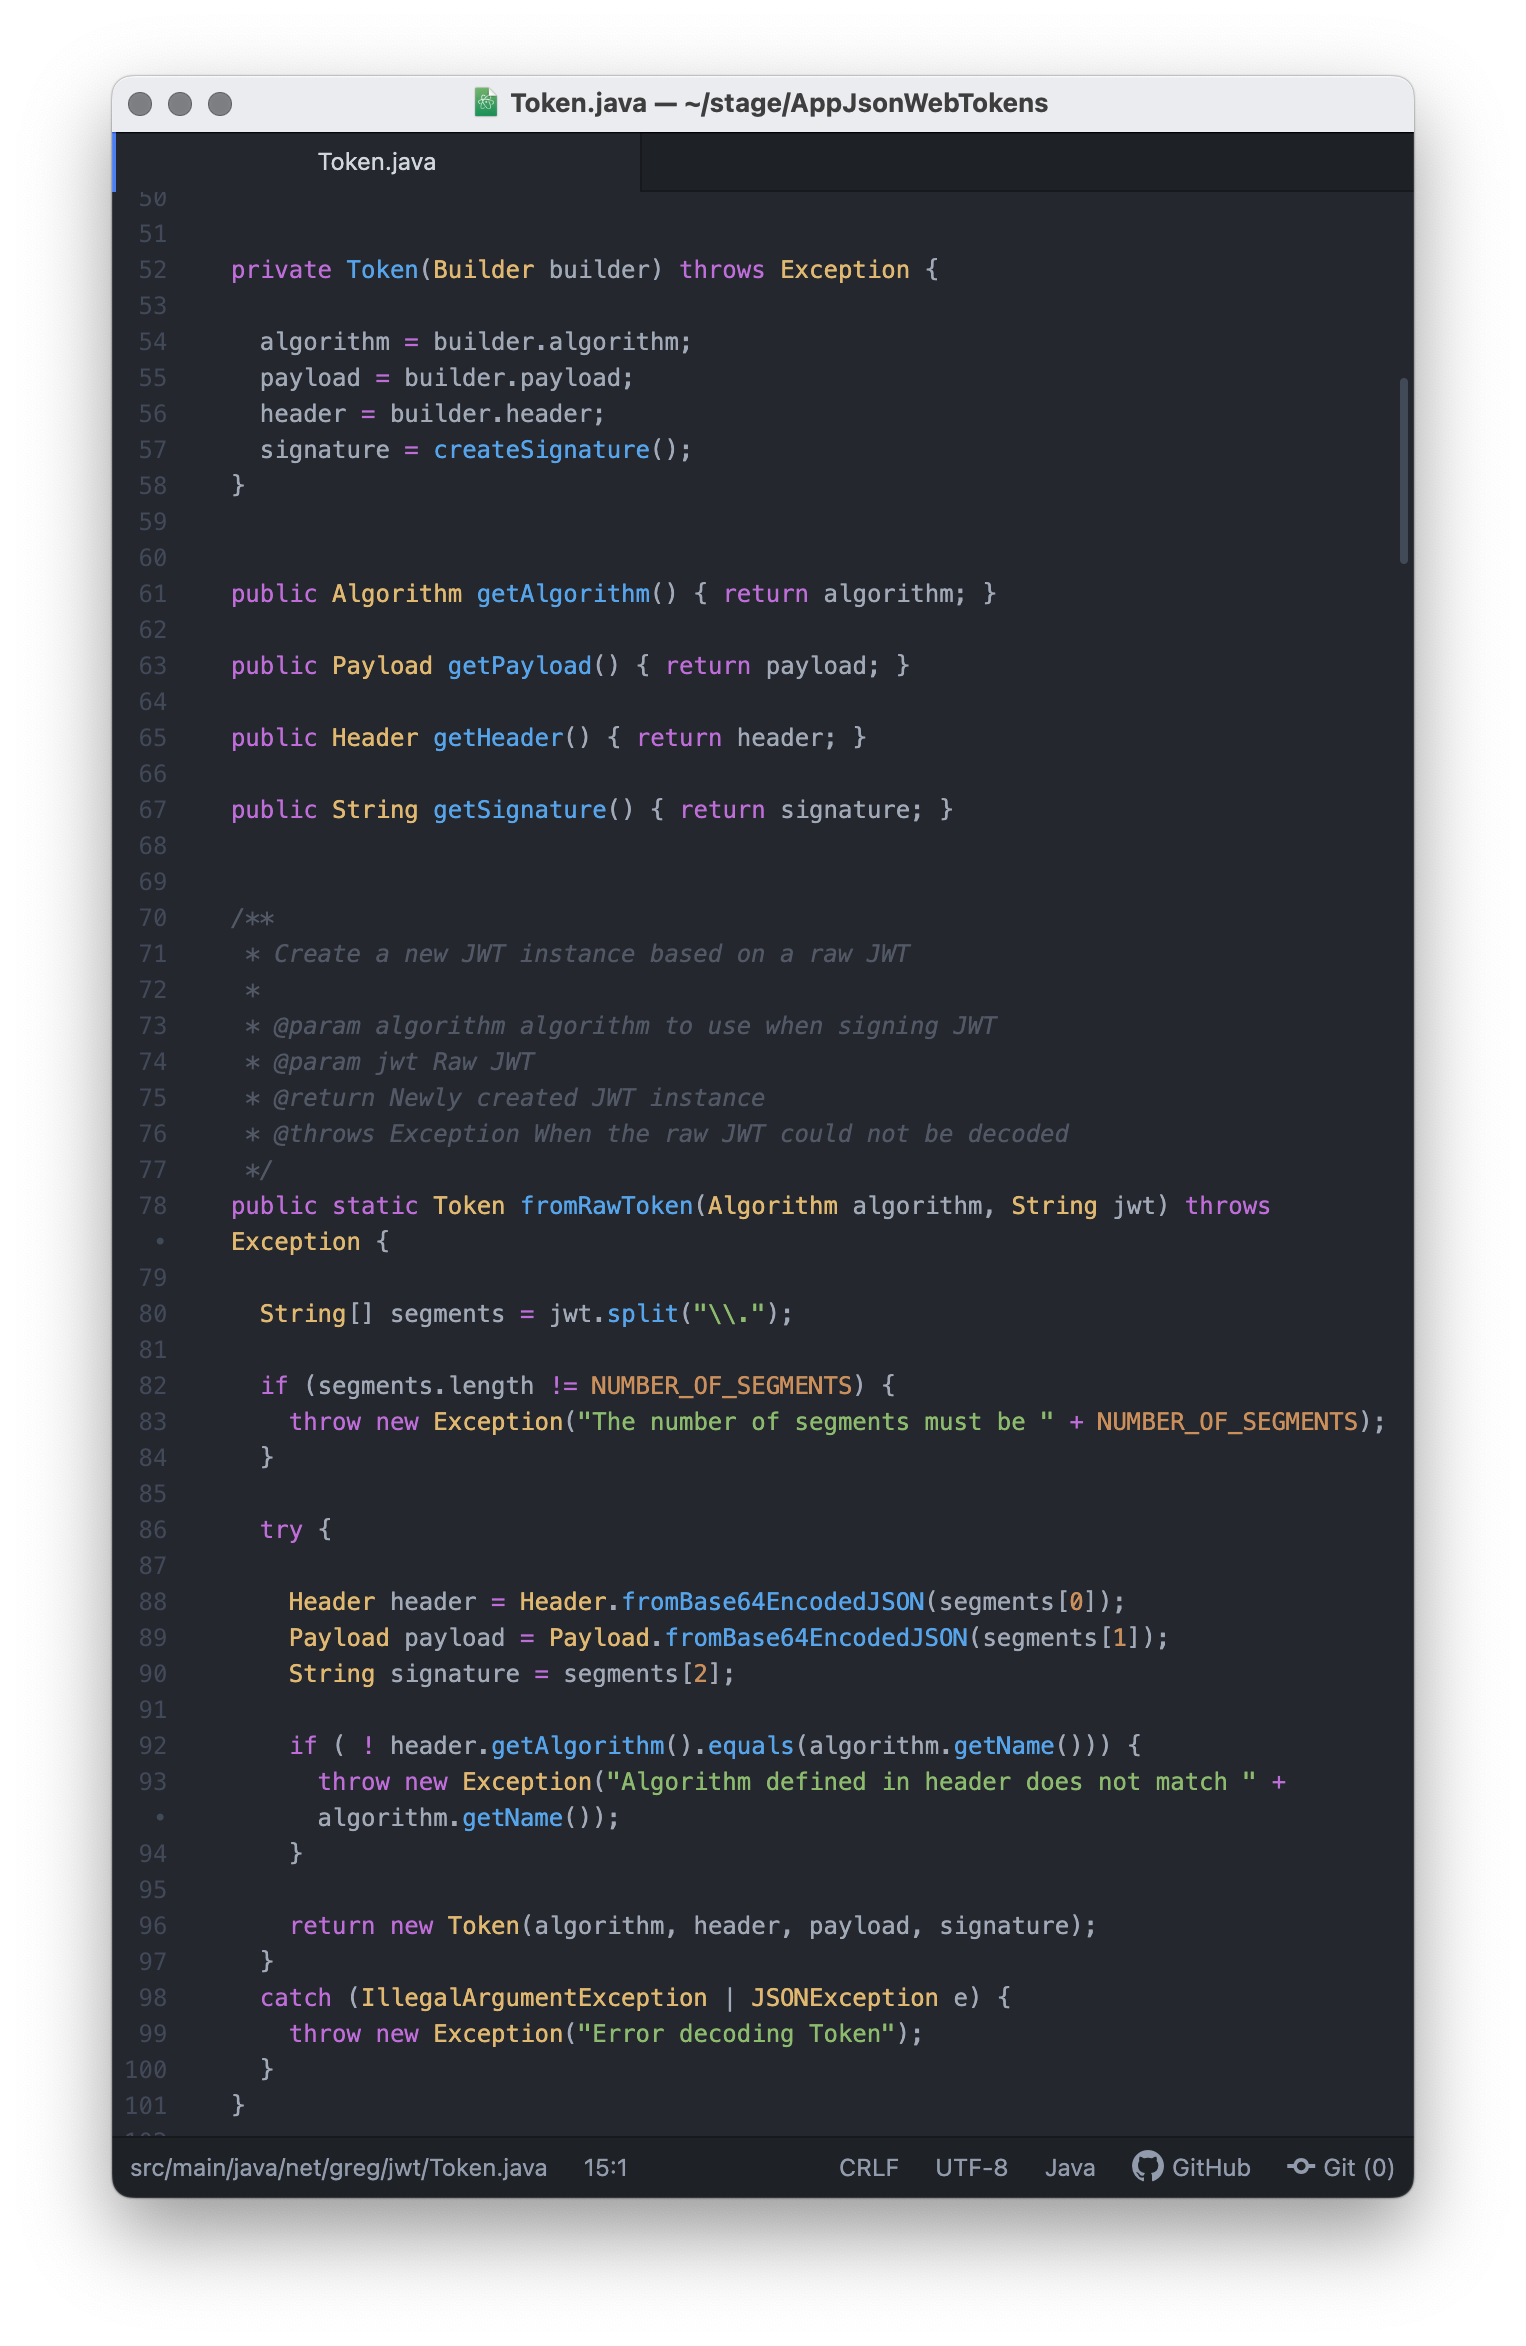 Token.java — ~/stage/AppJsonWebTokens
Token.java
50
51
52 private Token(Builder builder) throws Exception {
53
54 algorithm = builder.algorithm;
55 payload = builder.payload;
56 header = builder.header;
57 signature = createSignature();
58 }
59
60
61 public Algorithm getAlgorithm() { return algorithm; }
62
63 public Payload getPayload() { return payload; }
64
65 public Header getHeader() { return header; }
66
67 public String getSignature() { return signature; }
68
69
70 /**
71 * Create a new JWT instance based on a raw JWT
72 *
73 * @param algorithm algorithm to use when signing JWT
74 * @param jwt Raw JWT
75 * @return Newly created JWT instance
76 * @throws Exception When the raw JWT could not be decoded
77 */
78 public static Token fromRawToken(Algorithm algorithm, String jwt) throws
• Exception {
79
80 String[] segments = jwt.split("\\.");
81
82 if (segments.length != NUMBER_OF_SEGMENTS) {
83 throw new Exception("The number of segments must be " + NUMBER_OF_SEGMENTS);
84 }
85
86 try {
87
88 Header header = Header.fromBase64EncodedJSON(segments[0]);
89 Payload payload = Payload.fromBase64EncodedJSON(segments[1]);
90 String signature = segments[2];
91
92 if ( ! header.getAlgorithm().equals(algorithm.getName())) {
93 throw new Exception("Algorithm defined in header does not match " +
• algorithm.getName());
94 }
95
96 return new Token(algorithm, header, payload, signature);
97 }
98 catch (IllegalArgumentException | JSONException e) {
99 throw new Exception("Error decoding Token");
100 }
101 }
src/main/java/net/greg/jwt/Token.java 15:1 CRLF UTF-8 Java GitHub Git (0)